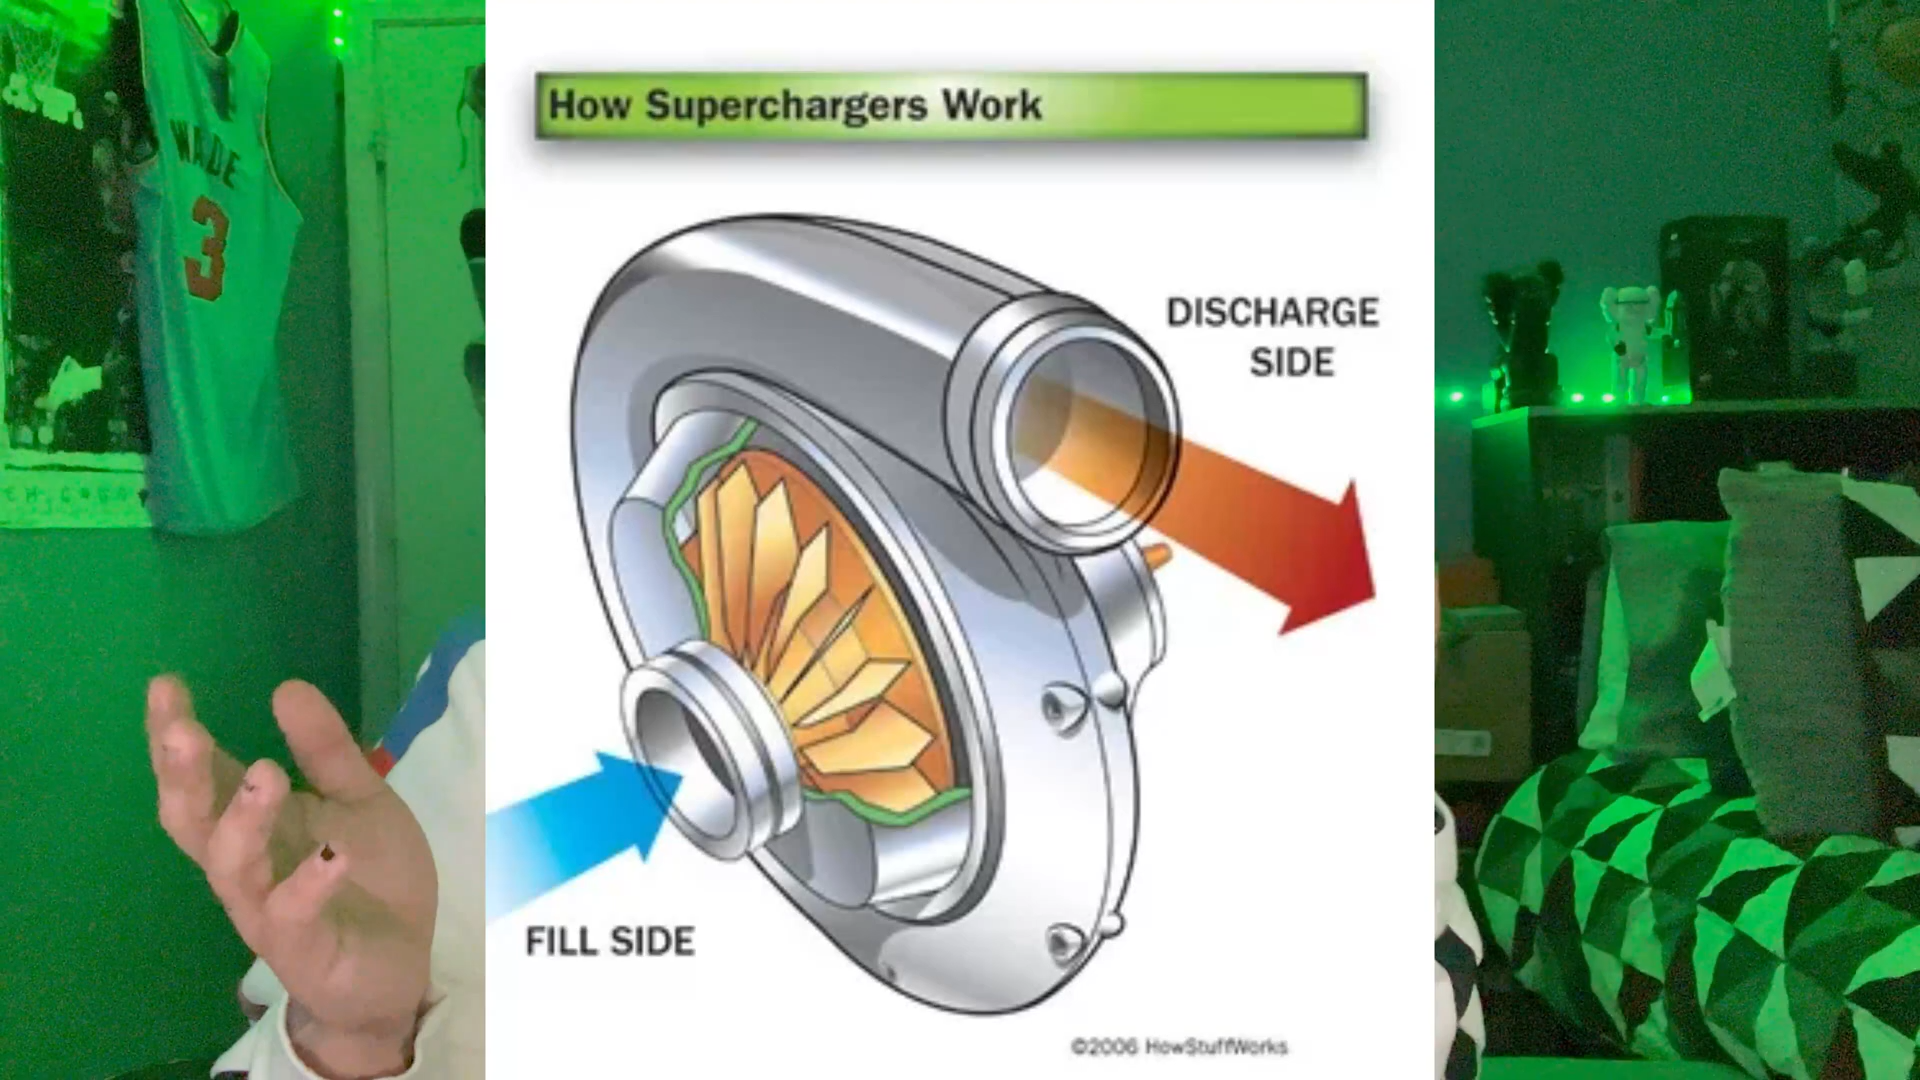 WADE
3
How Superchargers Work
DISCHARGE
SIDE
FILL SIDE
©2006 HowStuffWorks